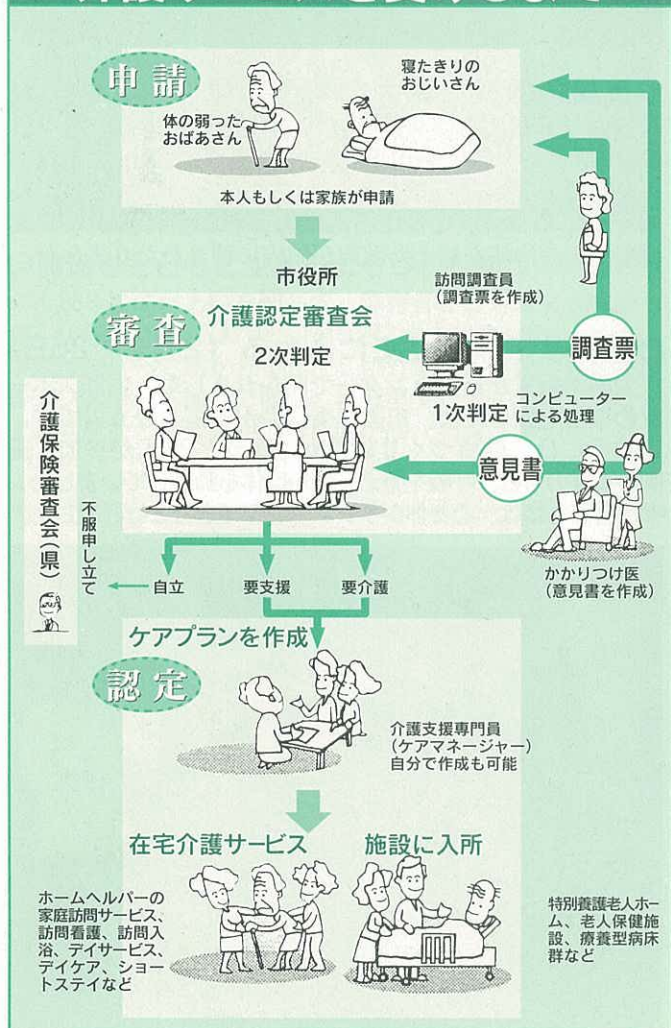 申請
体の弱った
おばあさん
寝たきりの
おじいさん
本人もしくは家族が申請
市役所
審査
介護認定審査会
2次判定
訪問調査員
(調査票を作成)
調査票
1次判定
コンピューター
による処理
意見書
かかりつけ医
(意見書を作成)
介護保険審査会(県)
不服申し立て
自立
要支援
要介護
ケアプランを作成
認定
介護支援専門員
(ケアマネージャー)
自分で作成も可能
在宅介護サービス
施設に入所
ホームヘルパーの
家庭訪問サービス、
訪問看護、訪問入
浴、デイサービス、
デイケア、ショー
トステイなど
特別養護老人ホー
ム、老人保健施
設、療養型病床
群など